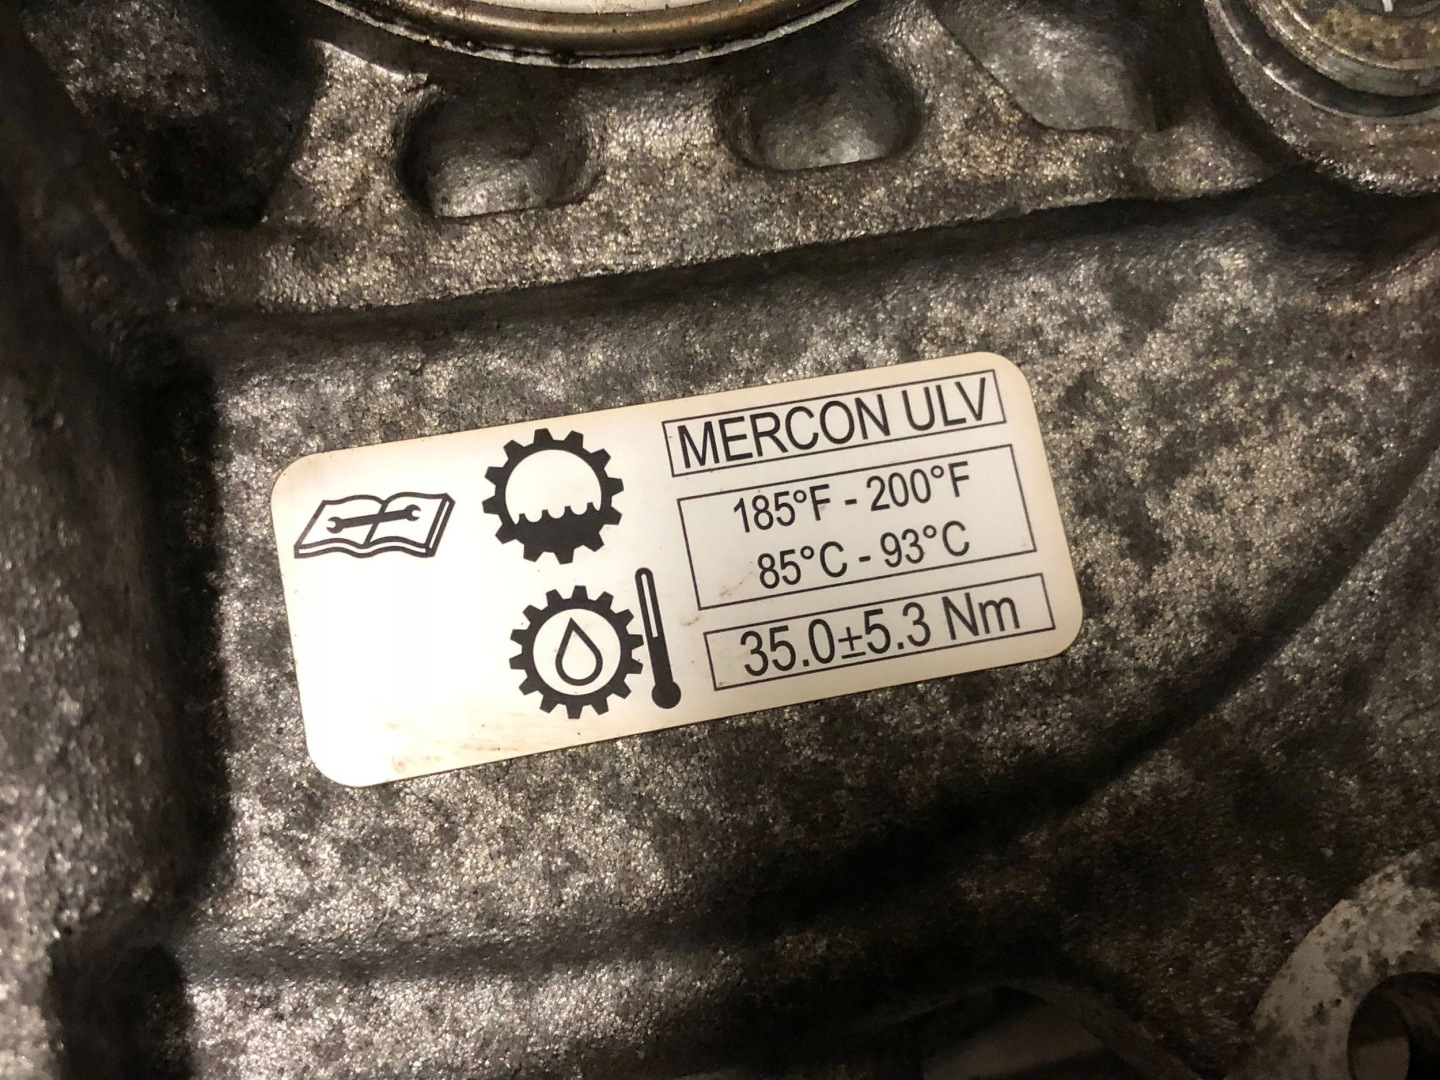 MERCON ULV
185°F - 200°F
85°C - 93°C
35.0±5.3 Nm